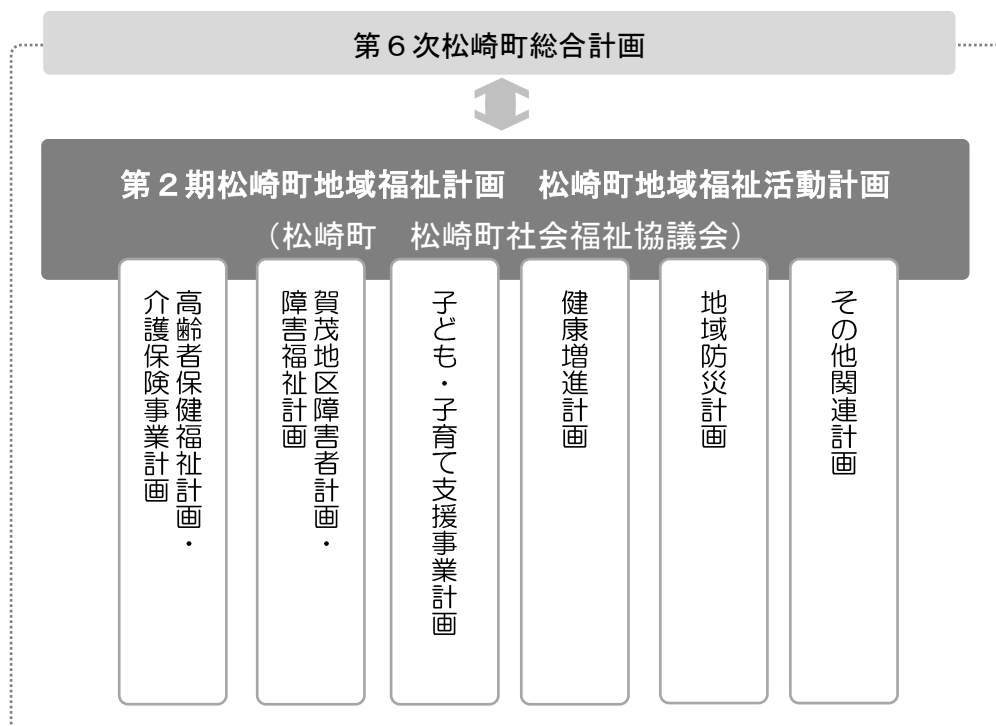 第６次松崎町総合計画
第２期松崎町地域福祉計画　松崎町地域福祉活動計画
（松崎町　松崎町社会福祉協議会）
高齢者保健福祉計画・
介護保険事業計画
賀茂地区障害者計画・
障害福祉計画
子ども・子育て支援事業計画
健康増進計画
地域防災計画
その他関連計画